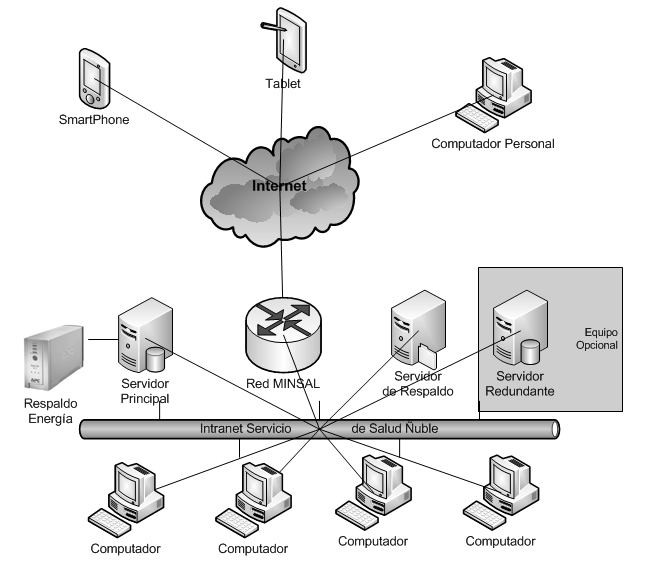 Tablet
SmartPhone
Computador Personal
Internet
Equipo
Opcional
Servidor
Principal
Red MINSAL
Servidor
de Respaldo
Servidor
Redundante
APC
Respaldo
Energía
Intranet Servicio de Salud Ñuble
Computador
Computador
Computador
Computador